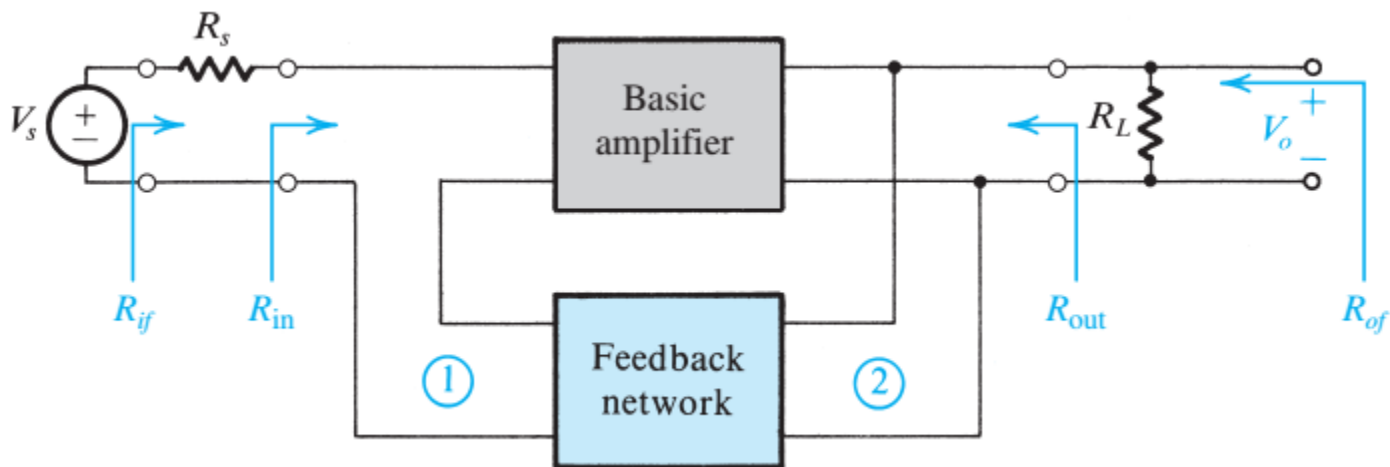 R_s
V_s
+
−
Basic
amplifier
R_L
+
V_o
−
R_if
R_in
R_out
R_of
1
Feedback
network
2